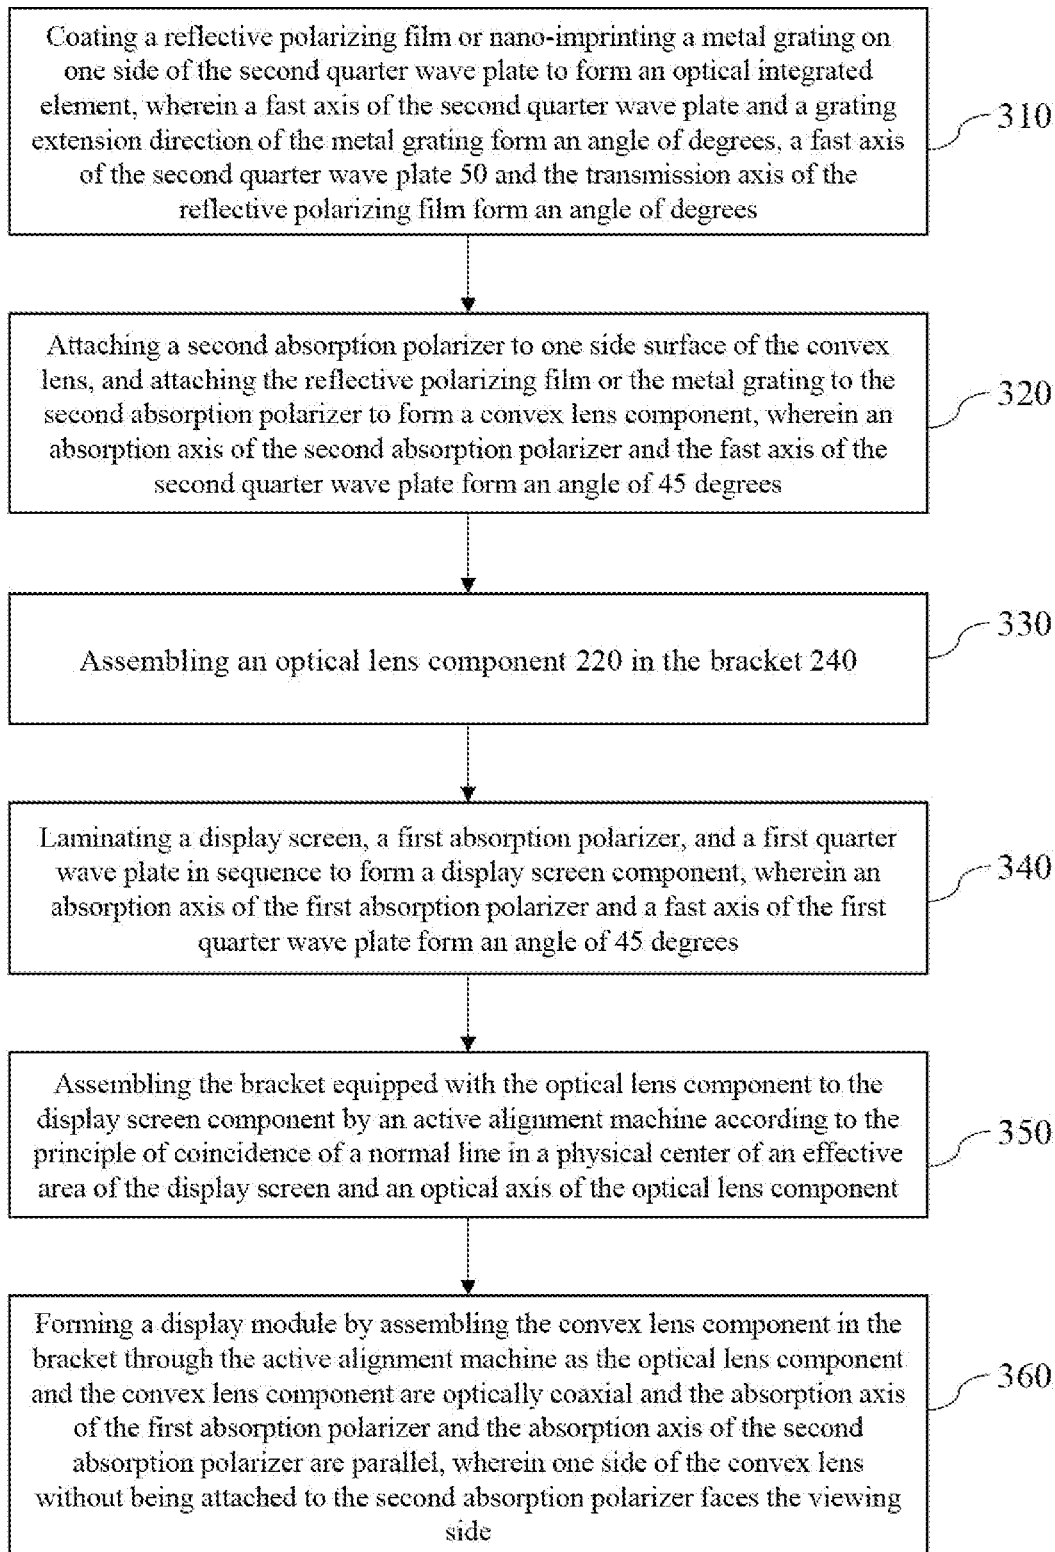 Coating a reflective polarizing film or nano-imprinting a metal grating on
one side of the second quarter wave plate to form an optical integrated
element, wherein a fast axis of the second quarter wave plate and a grating
extension direction of the metal grating form an angle of degrees, a fast axis
of the second quarter wave plate 50 and the transmission axis of the
reflective polarizing film form an angle of degrees
310
Attaching a second absorption polarizer to one side surface of the convex
lens, and attaching the reflective polarizing film or the metal grating to the
second absorption polarizer to form a convex lens component, wherein an
absorption axis of the second absorption polarizer and the fast axis of the
second quarter wave plate form an angle of 45 degrees
320
Assembling an optical lens component 220 in the bracket 240
330
Laminating a display screen, a first absorption polarizer, and a first quarter
wave plate in sequence to form a display screen component, wherein an
absorption axis of the first absorption polarizer and a fast axis of the first
quarter wave plate form an angle of 45 degrees
340
Assembling the bracket equipped with the optical lens component to the
display screen component by an active alignment machine according to the
principle of coincidence of a normal line in a physical center of an effective
area of the display screen and an optical axis of the optical lens component
350
Forming a display module by assembling the convex lens component in the
bracket through the active alignment machine as the optical lens component
and the convex lens component are optically coaxial and the absorption axis
of the first absorption polarizer and the absorption axis of the second
absorption polarizer are parallel, wherein one side of the convex lens
without being attached to the second absorption polarizer faces the viewing
side
360